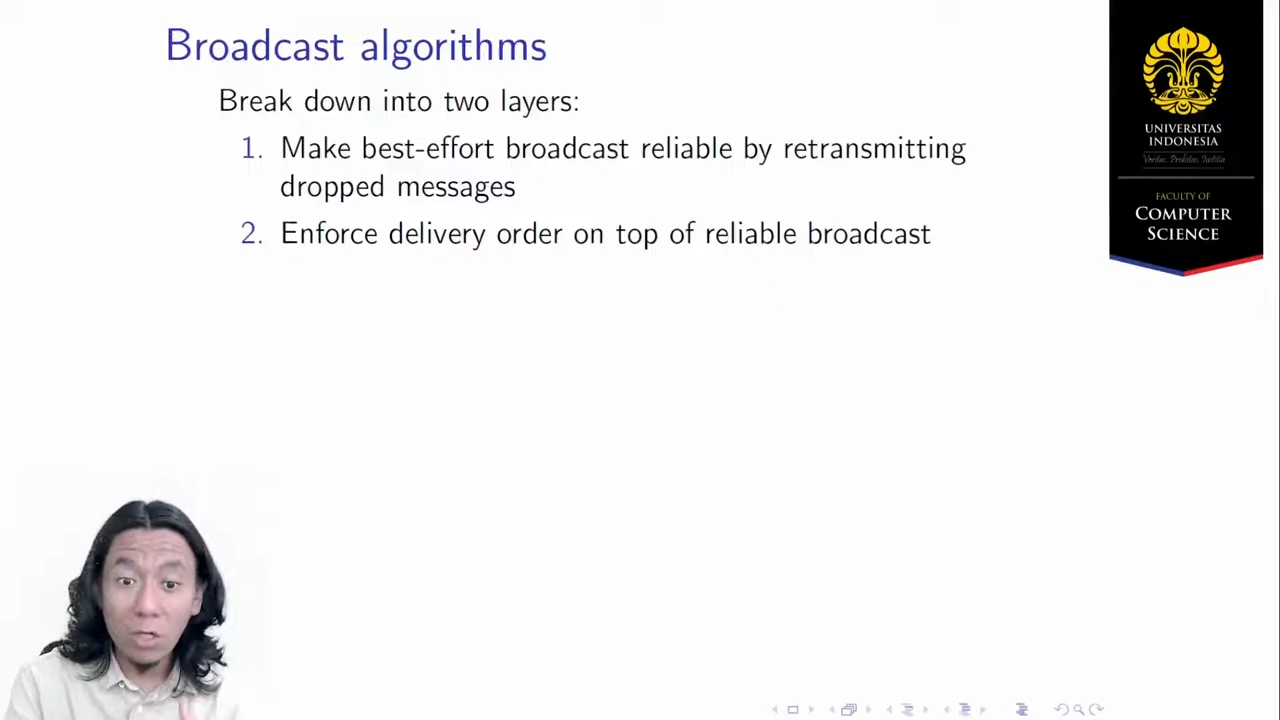 Broadcast algorithms
Break down into two layers:
1. Make best-effort broadcast reliable by retransmitting
dropped messages
2. Enforce delivery order on top of reliable broadcast
UNIVERSITAS
INDONESIA
Veritas, Probitas, Iustitia
FACULTY OF
COMPUTER
SCIENCE